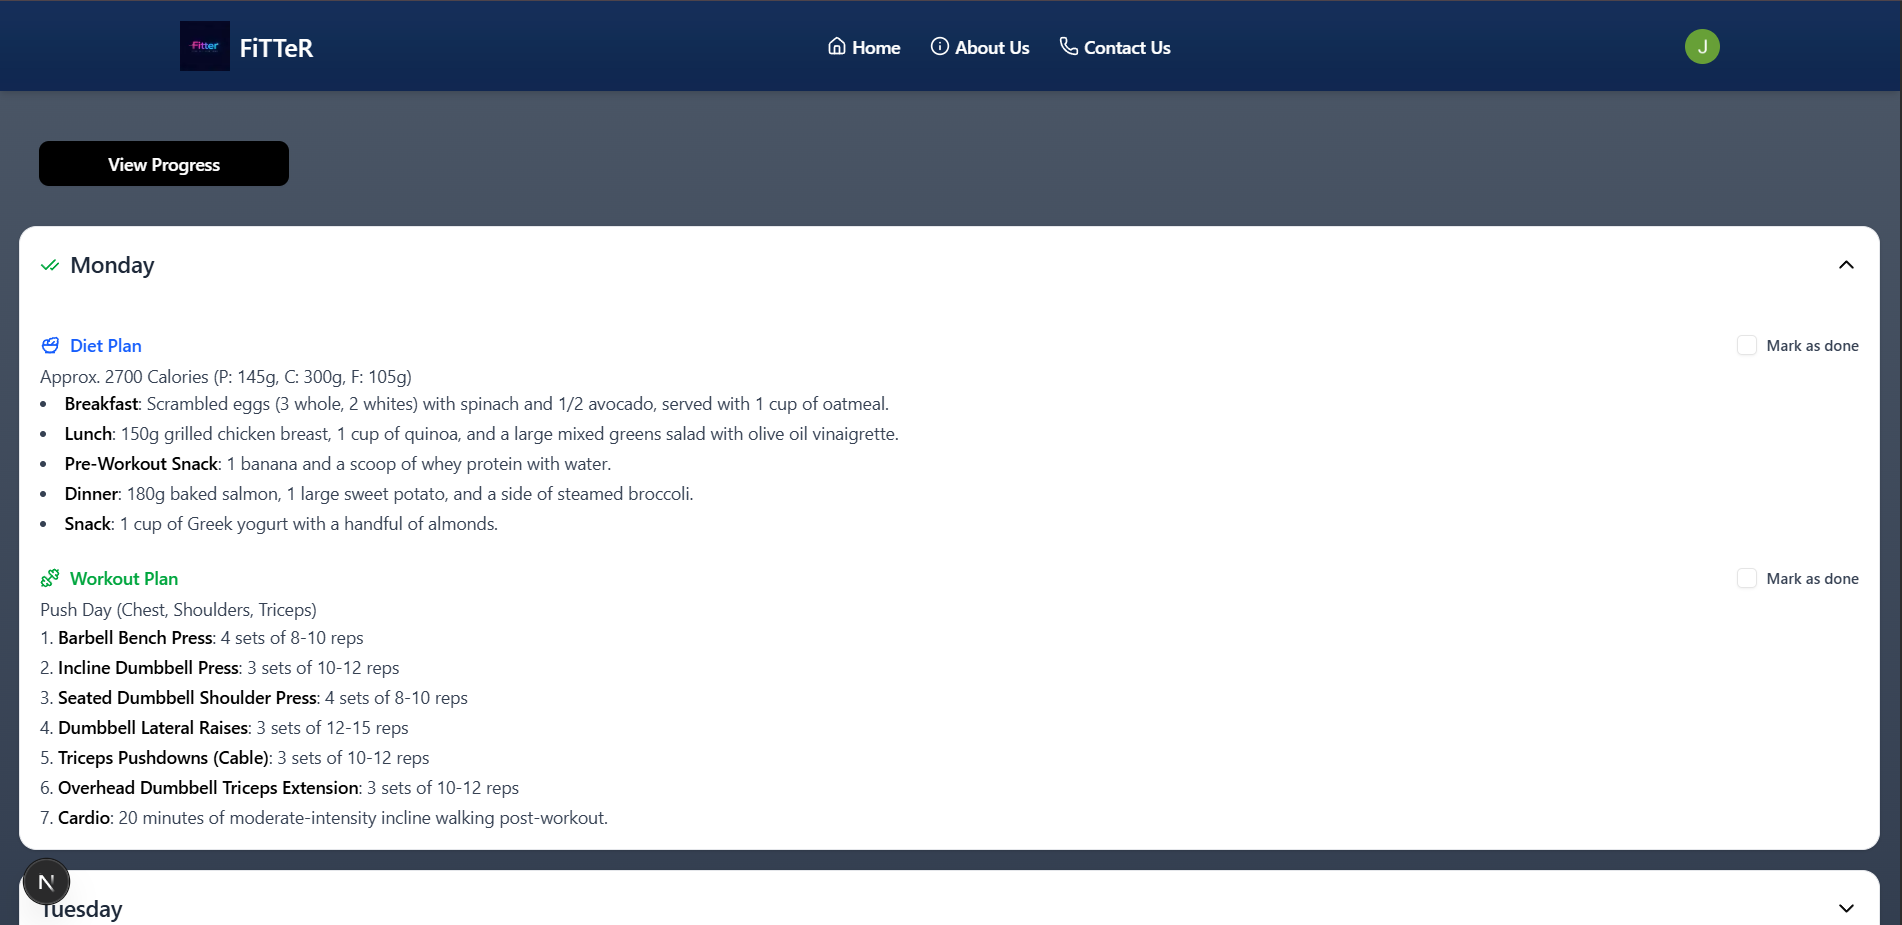 Fitter
FiTTeR
Home
About Us
Contact Us
J
View Progress
Monday
Diet Plan
Mark as done
Approx. 2700 Calories (P: 145g, C: 300g, F: 105g)
• Breakfast: Scrambled eggs (3 whole, 2 whites) with spinach and 1/2 avocado, served with 1 cup of oatmeal.
• Lunch: 150g grilled chicken breast, 1 cup of quinoa, and a large mixed greens salad with olive oil vinaigrette.
• Pre-Workout Snack: 1 banana and a scoop of whey protein with water.
• Dinner: 180g baked salmon, 1 large sweet potato, and a side of steamed broccoli.
• Snack: 1 cup of Greek yogurt with a handful of almonds.
Workout Plan
Mark as done
Push Day (Chest, Shoulders, Triceps)
1. Barbell Bench Press: 4 sets of 8-10 reps
2. Incline Dumbbell Press: 3 sets of 10-12 reps
3. Seated Dumbbell Shoulder Press: 4 sets of 8-10 reps
4. Dumbbell Lateral Raises: 3 sets of 12-15 reps
5. Triceps Pushdowns (Cable): 3 sets of 10-12 reps
6. Overhead Dumbbell Triceps Extension: 3 sets of 10-12 reps
7. Cardio: 20 minutes of moderate-intensity incline walking post-workout.
N
Tuesday